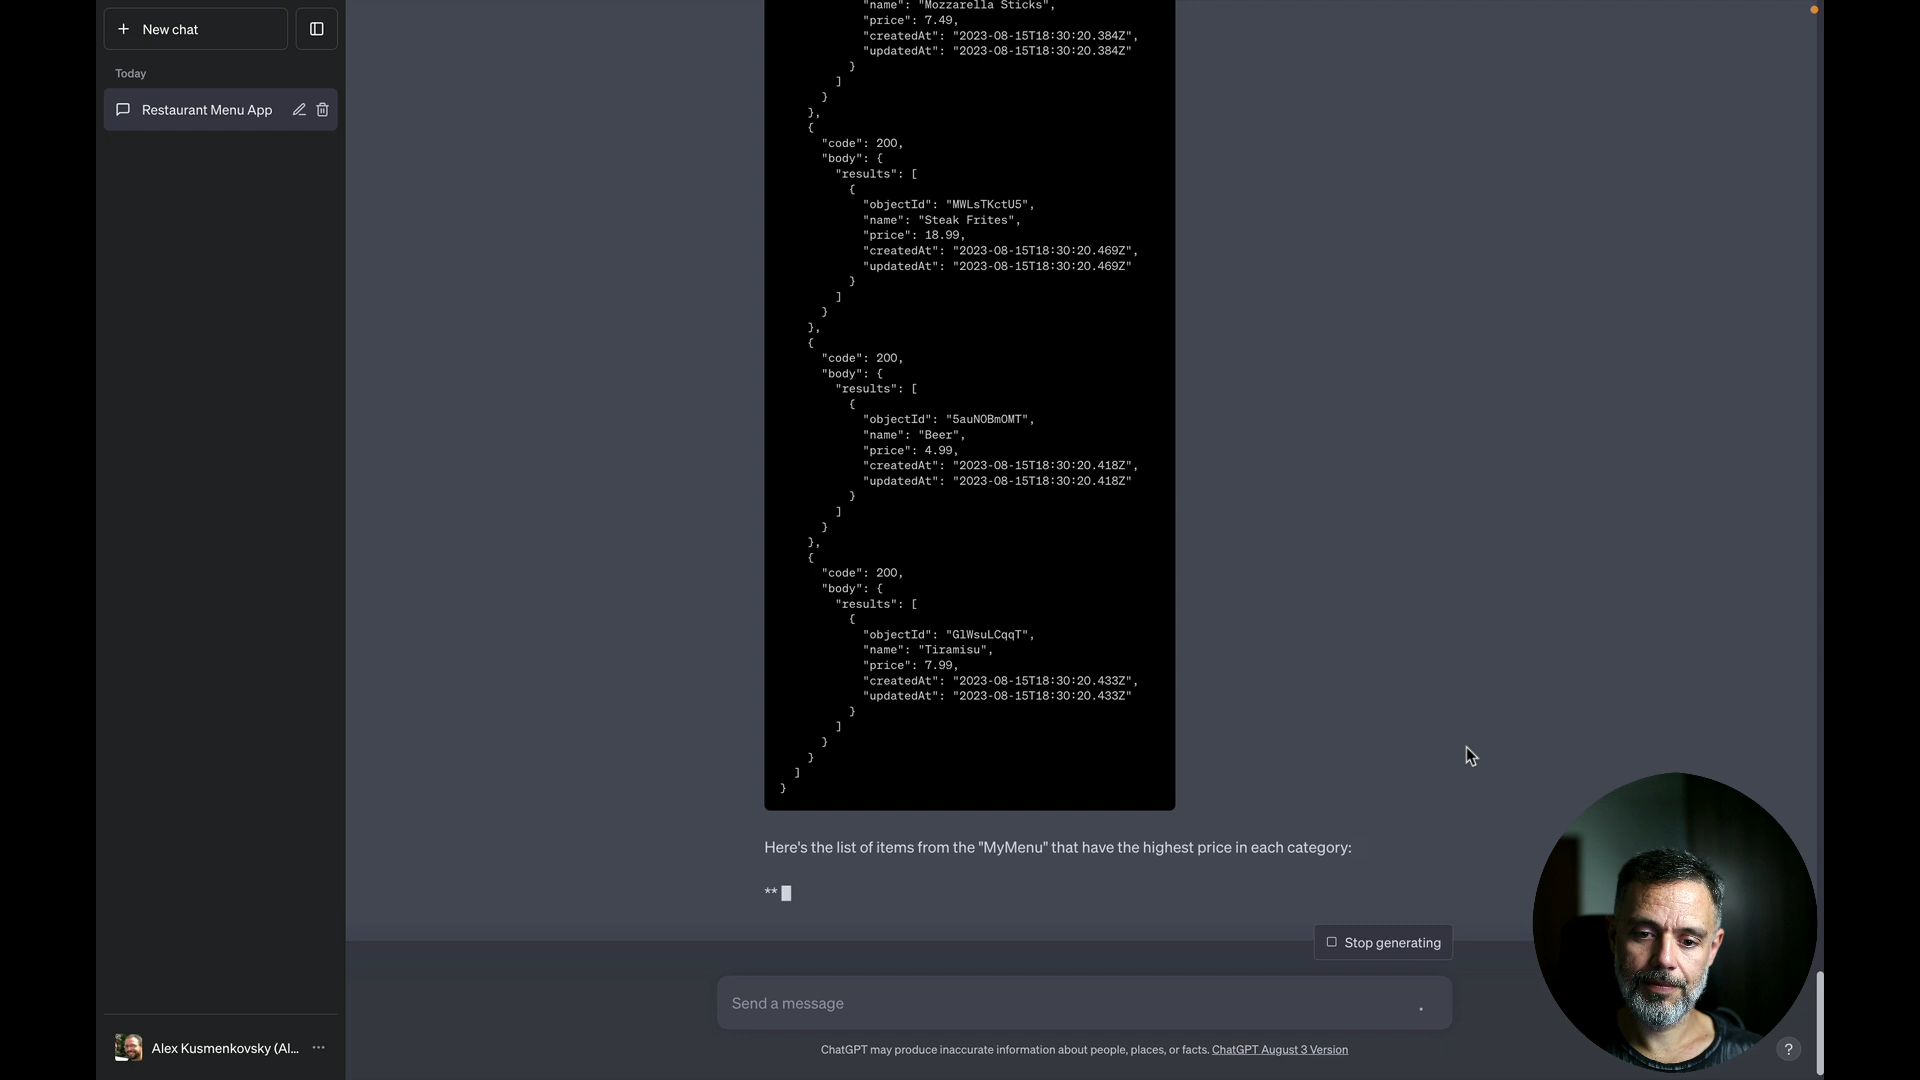 New chat
Today
Restaurant Menu App
"name": "Mozzarella Sticks",
"price": 7.49,
"createdAt": "2023-08-15T18:30:20.384Z",
"updatedAt": "2023-08-15T18:30:20.384Z"
}
]
}
},
{
"code": 200,
"body": {
"results": [
{
"objectId": "MWLsTKctU5",
"name": "Steak Frites",
"price": 18.99,
"createdAt": "2023-08-15T18:30:20.469Z",
"updatedAt": "2023-08-15T18:30:20.469Z"
}
]
}
},
{
"code": 200,
"body": {
"results": [
{
"objectId": "5auNOBmOMT",
"name": "Beer",
"price": 4.99,
"createdAt": "2023-08-15T18:30:20.418Z",
"updatedAt": "2023-08-15T18:30:20.418Z"
}
]
}
},
{
"code": 200,
"body": {
"results": [
{
"objectId": "GlWsuLCqqT",
"name": "Tiramisu",
"price": 7.99,
"createdAt": "2023-08-15T18:30:20.433Z",
"updatedAt": "2023-08-15T18:30:20.433Z"
}
]
}
}
]
}
Here's the list of items from the "MyMenu" that have the highest price in each category:
**
Stop generating
Send a message
ChatGPT may produce inaccurate information about people, places, or facts. ChatGPT August 3 Version
Alex Kusmenkovsky (Al...
?